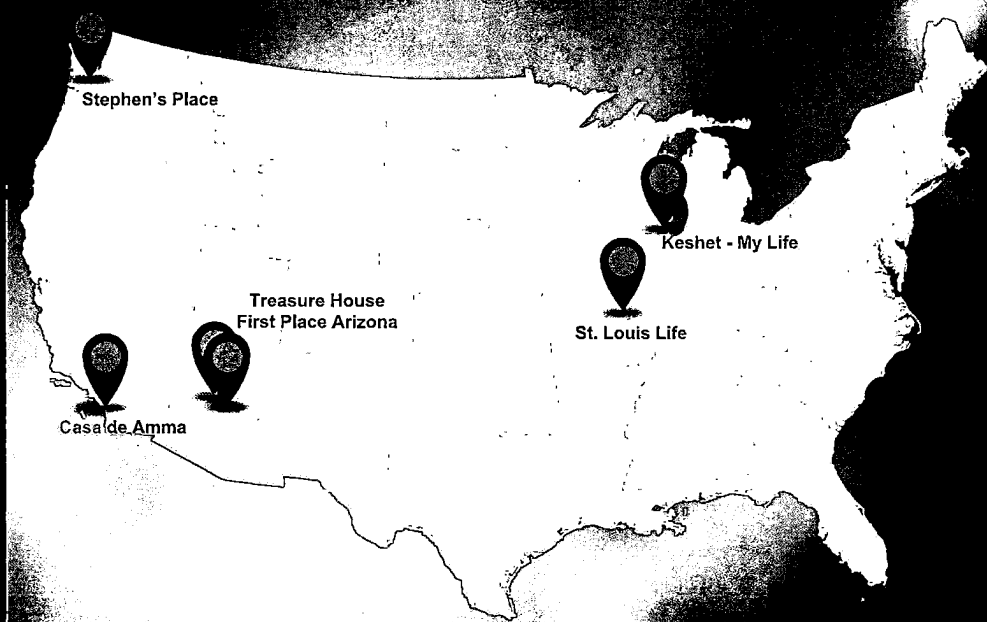 Stephen's Place
Keshet - My Life
Treasure House
First Place Arizona
St. Louis Life
Casa de Amma